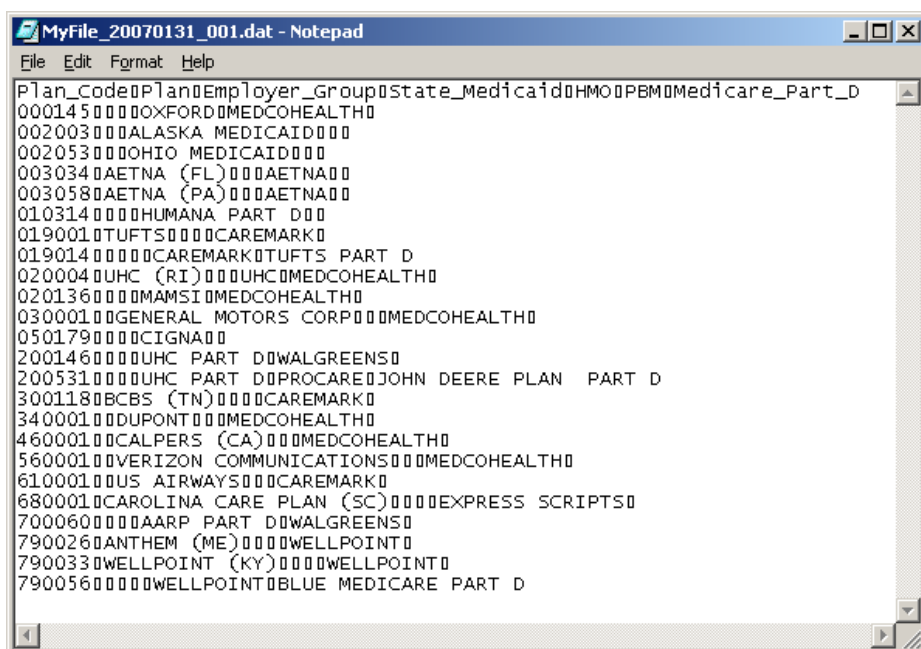 MyFile_20070131_001.dat - Notepad
File Edit Format Help
Plan_Code▯Plan▯Employer_Group▯State_Medicaid▯HMO▯PBM▯Medicare_Part_D
000145▯▯▯▯OXFORD▯MEDCOHEALTH▯
002003▯▯▯ALASKA MEDICAID▯▯▯
002053▯▯▯OHIO MEDICAID▯▯▯
003034▯AETNA (FL)▯▯▯AETNA▯▯
003058▯AETNA (PA)▯▯▯AETNA▯▯
010314▯▯▯▯HUMANA PART D▯▯
019001▯TUFTS▯▯▯▯CAREMARK▯
019014▯▯▯▯▯CAREMARK▯TUFTS PART D
020004▯UHC (RI)▯▯▯UHC▯MEDCOHEALTH▯
020136▯▯▯▯MAMSI▯MEDCOHEALTH▯
030001▯▯GENERAL MOTORS CORP▯▯▯MEDCOHEALTH▯
050179▯▯▯▯CIGNA▯▯
200146▯▯▯▯UHC PART D▯WALGREENS▯
200531▯▯▯▯UHC PART D▯PROCARE▯JOHN DEERE PLAN  PART D
300118▯BCBS (TN)▯▯▯▯CAREMARK▯
340001▯▯DUPONT▯▯▯MEDCOHEALTH▯
460001▯▯CALPERS (CA)▯▯▯MEDCOHEALTH▯
560001▯▯VERIZON COMMUNICATIONS▯▯▯MEDCOHEALTH▯
610001▯▯US AIRWAYS▯▯▯CAREMARK▯
680001▯CAROLINA CARE PLAN (SC)▯▯▯▯EXPRESS SCRIPTS▯
700060▯▯▯▯AARP PART D▯WALGREENS▯
790026▯ANTHEM (ME)▯▯▯▯WELLPOINT▯
790033▯WELLPOINT (KY)▯▯▯▯WELLPOINT▯
790056▯▯▯▯▯WELLPOINT▯BLUE MEDICARE PART D